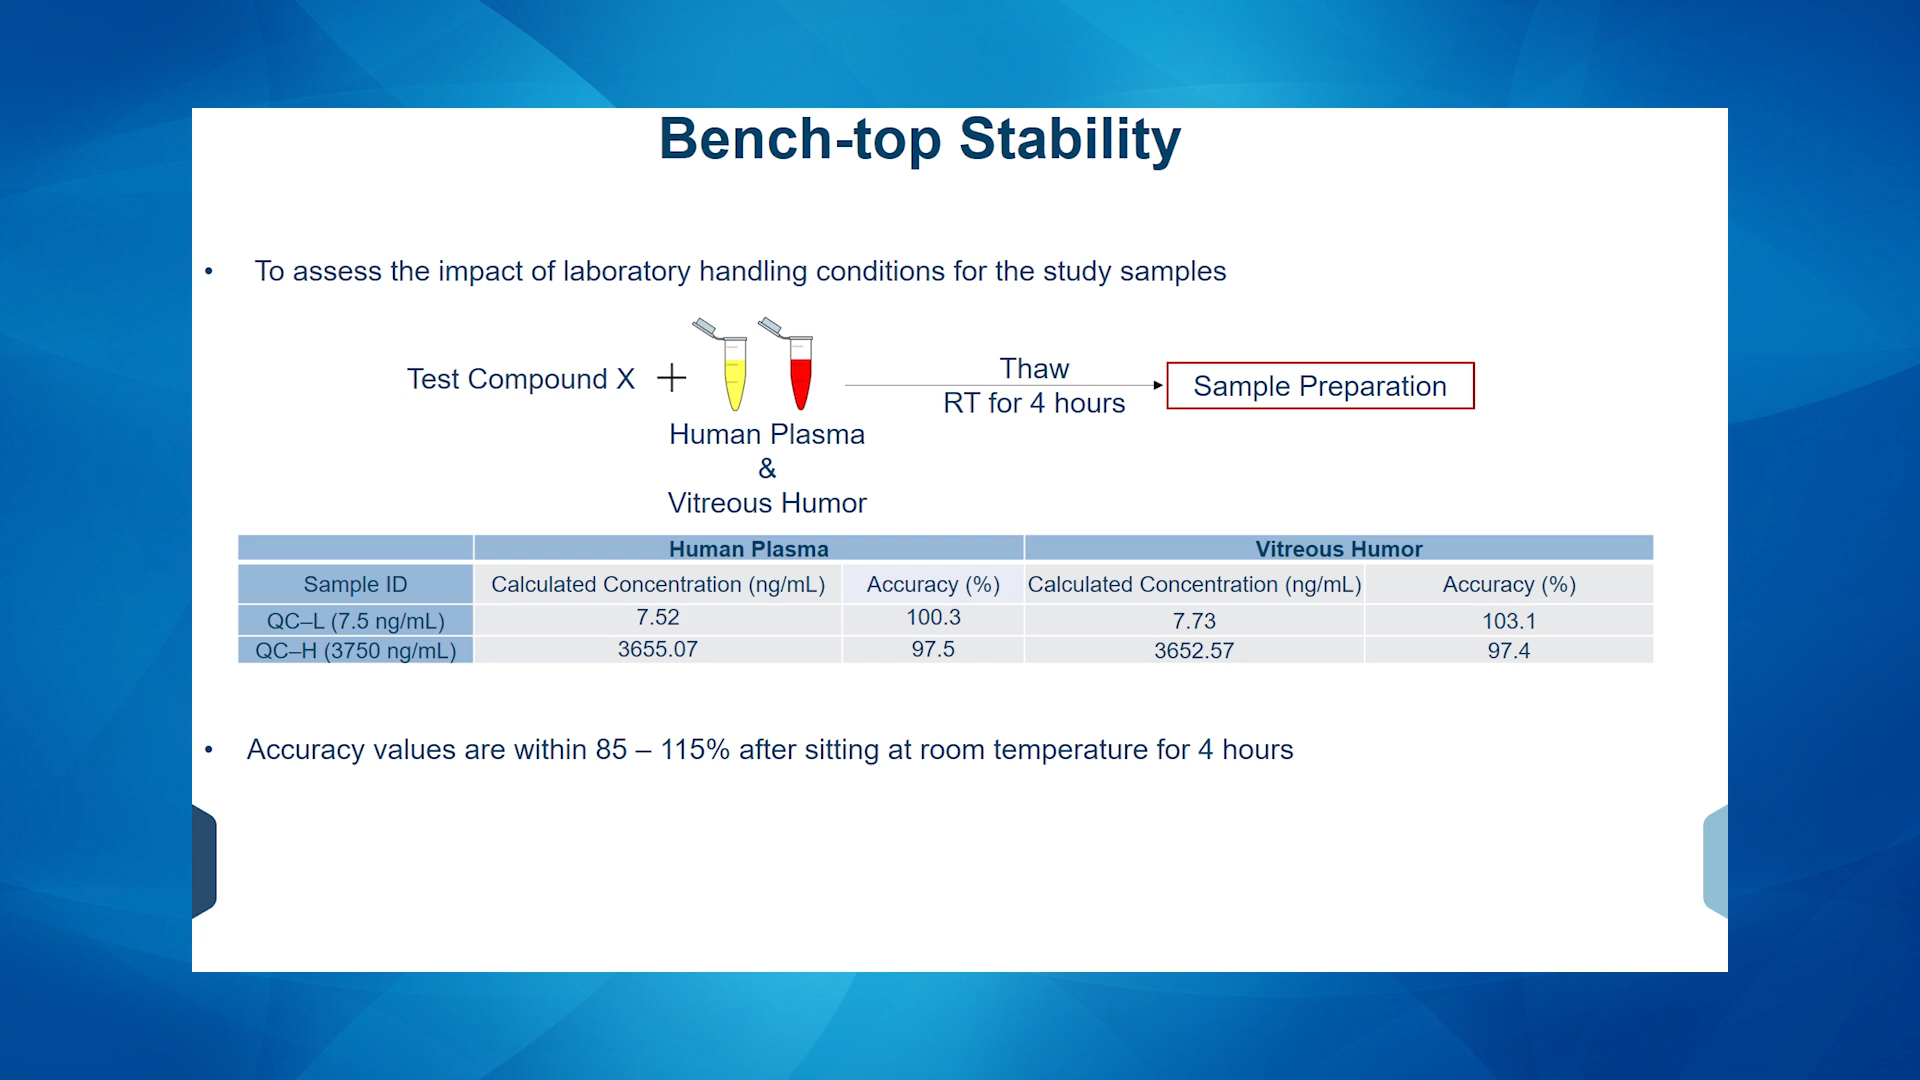 Bench-top Stability
• To assess the impact of laboratory handling conditions for the study samples
Test Compound X +
Human Plasma
&
Vitreous Humor
Thaw
RT for 4 hours
Sample Preparation
Human Plasma Vitreous Humor
Sample ID Calculated Concentration (ng/mL) Accuracy (%) Calculated Concentration (ng/mL) Accuracy (%)
QC–L (7.5 ng/mL) 7.52 100.3 7.73 103.1
QC–H (3750 ng/mL) 3655.07 97.5 3652.57 97.4
• Accuracy values are within 85 – 115% after sitting at room temperature for 4 hours